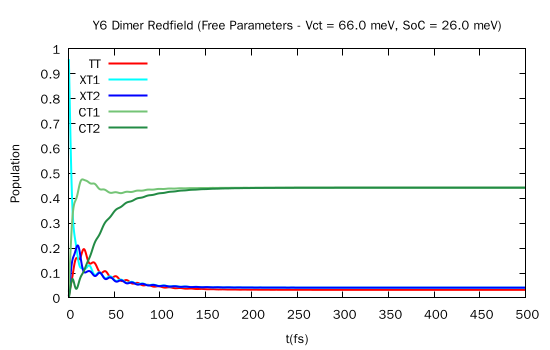 Y6 Dimer Redfield (Free Parameters - Vct = 66.0 meV, SoC = 26.0 meV)
1
0.9
0.8
0.7
0.6
0.5
0.4
0.3
0.2
0.1
0
Population
TT
XT1
XT2
CT1
CT2
0 50 100 150 200 250 300 350 400 450 500
t(fs)